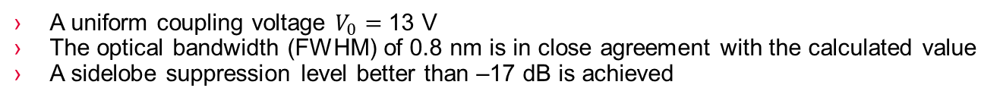 › A uniform coupling voltage V₀ = 13 V
› The optical bandwidth (FWHM) of 0.8 nm is in close agreement with the calculated value
› A sidelobe suppression level better than –17 dB is achieved